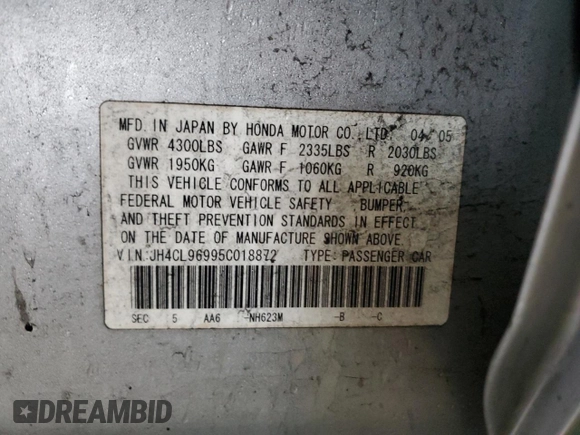 MFD. IN JAPAN BY HONDA MOTOR CO., LTD. 04 05
GVWR 4300LBS GAWR F 2335LBS R 2030LBS
GVWR 1950KG GAWR F 1060KG R 920KG
THIS VEHICLE CONFORMS TO ALL APPLICABLE
FEDERAL MOTOR VEHICLE SAFETY BUMPER,
AND THEFT PREVENTION STANDARDS IN EFFECT
ON THE DATE OF MANUFACTURE SHOWN ABOVE.
V I N:JH4CL96995C018872 TYPE: PASSENGER CAR
SEC 5 AA6 -NH623M -B -C
DREAMBID